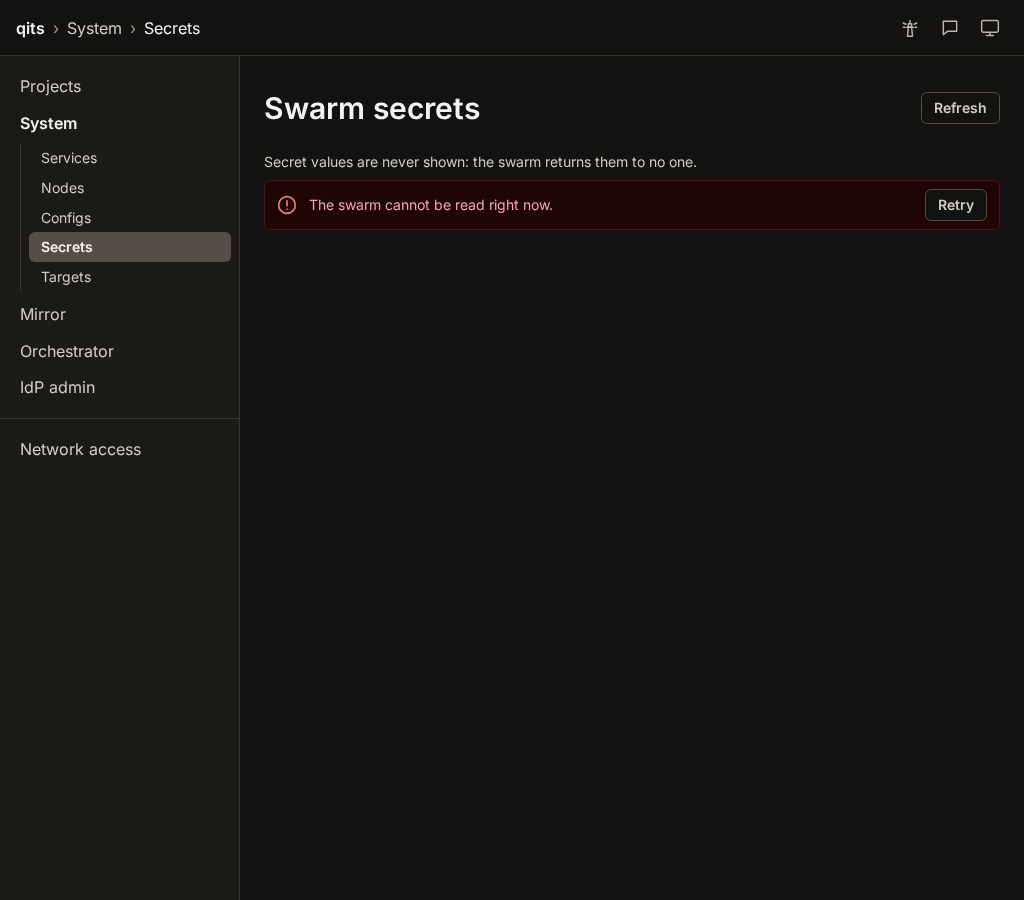 qits › System › Secrets
Projects
System
Services
Nodes
Configs
Secrets
Targets
Mirror
Orchestrator
IdP admin
Network access
Swarm secrets
Refresh
Secret values are never shown: the swarm returns them to no one.
The swarm cannot be read right now.
Retry